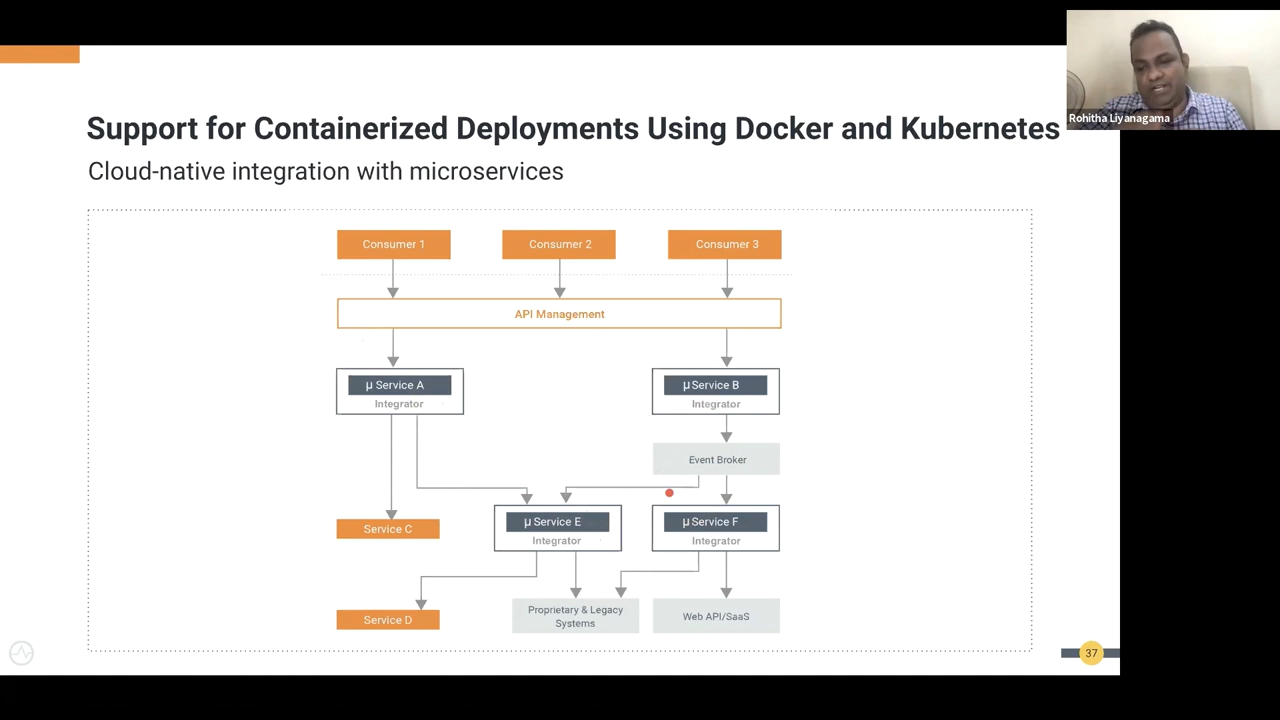 Rohitha Liyanagama
Support for Containerized Deployments Using Docker and Kubernetes
Cloud-native integration with microservices
Consumer 1
Consumer 2
Consumer 3
API Management
μ Service A
Integrator
μ Service B
Integrator
Event Broker
Service C
μ Service E
Integrator
μ Service F
Integrator
Service D
Proprietary & Legacy
Systems
Web API/SaaS
37